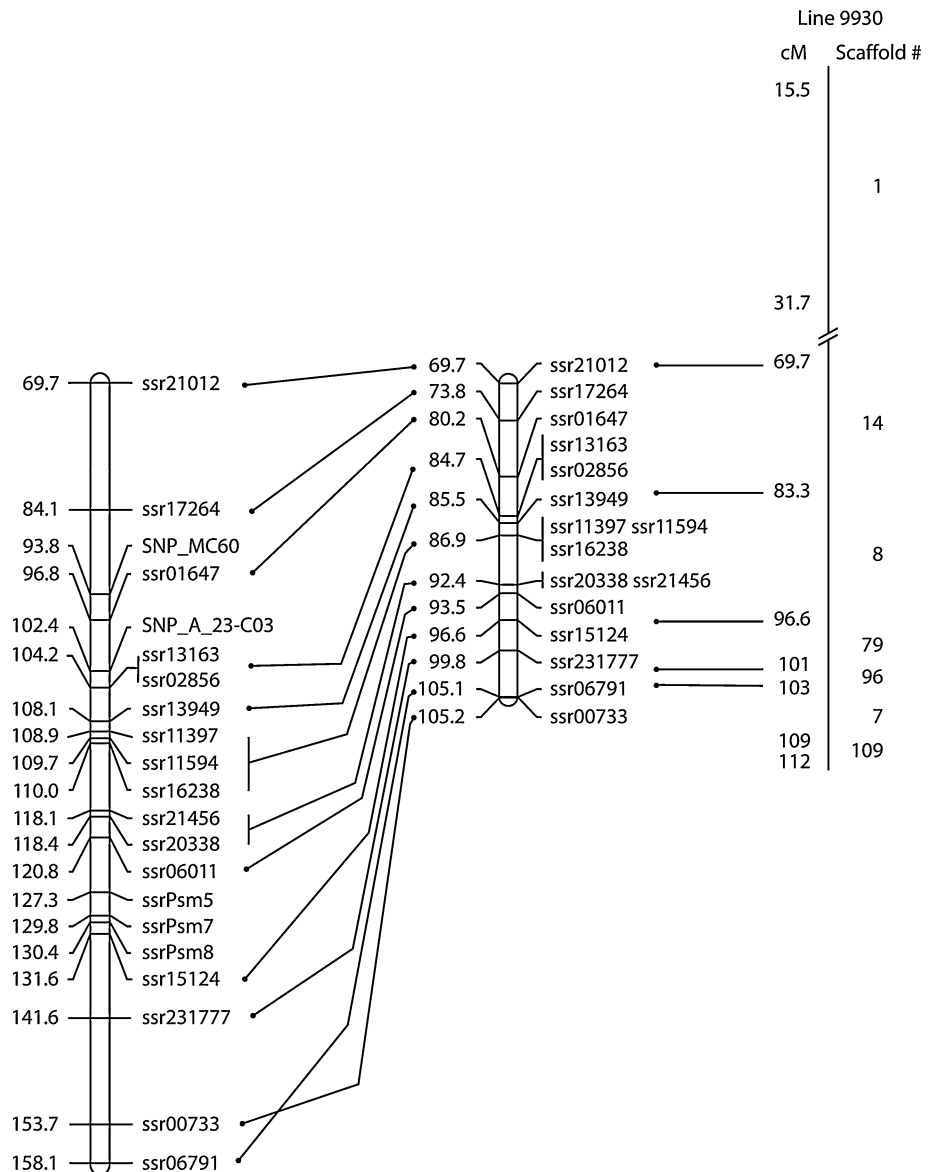 Line 9930
cM Scaffold #
15.5
1
31.7
69.7
14
83.3
8
96.6
79
101
96
103
7
109
109
112
69.7 ssr21012
84.1 ssr17264
93.8 SNP_MC60
96.8 ssr01647
102.4 SNP_A_23-C03
104.2 ssr13163
ssr02856
108.1 ssr13949
108.9 ssr11397
109.7 ssr11594
110.0 ssr16238
118.1 ssr21456
118.4 ssr20338
120.8 ssr06011
127.3 ssrPsm5
129.8 ssrPsm7
130.4 ssrPsm8
131.6 ssr15124
141.6 ssr231777
153.7 ssr00733
158.1 ssr06791
69.7 ssr21012
73.8 ssr17264
80.2 ssr01647
ssr13163
84.7 ssr02856
85.5 ssr13949
ssr11397 ssr11594
86.9 ssr16238
92.4 ssr20338 ssr21456
93.5 ssr06011
96.6 ssr15124
99.8 ssr231777
105.1 ssr06791
105.2 ssr00733